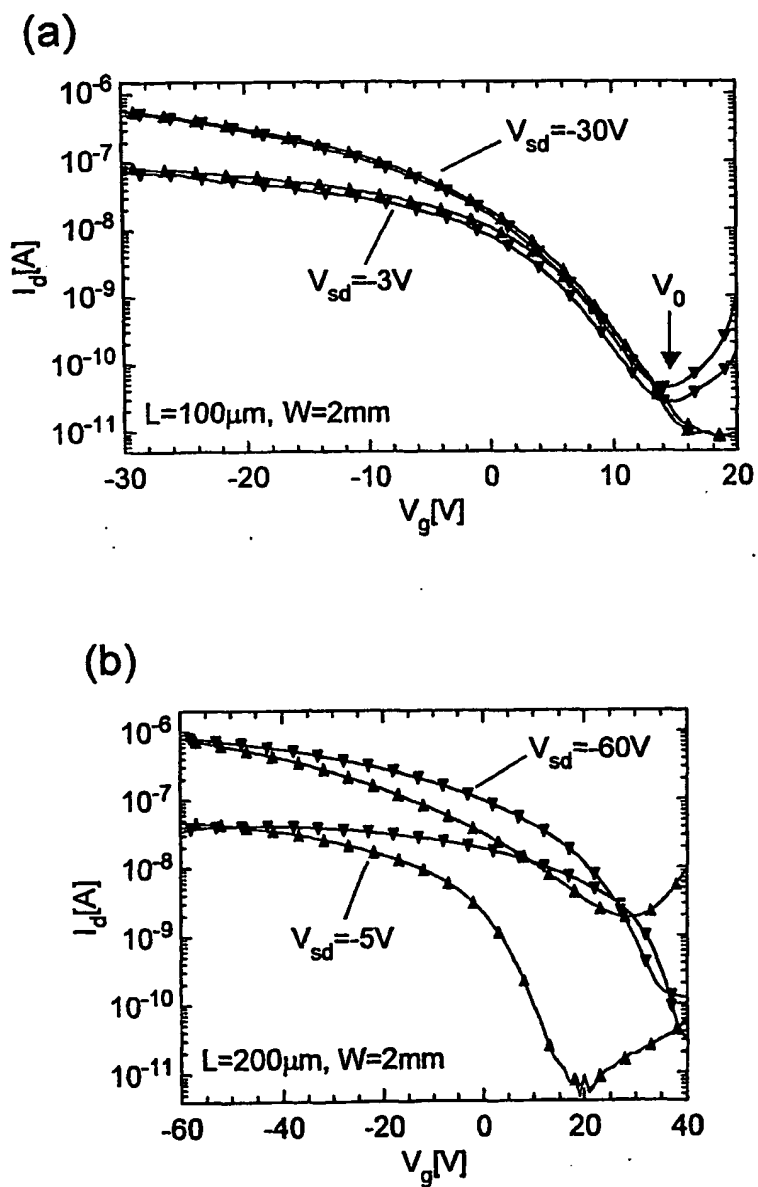 (a)
10⁻⁶
10⁻⁷
10⁻⁸
10⁻⁹
10⁻¹⁰
10⁻¹¹
I_d[A]
V_sd=-30V
V_sd=-3V
V₀
L=100μm, W=2mm
-30 -20 -10 0 10 20
V_g[V]
(b)
10⁻⁶
10⁻⁷
10⁻⁸
10⁻⁹
10⁻¹⁰
10⁻¹¹
I_d[A]
V_sd=-60V
V_sd=-5V
L=200μm, W=2mm
-60 -40 -20 0 20 40
V_g[V]